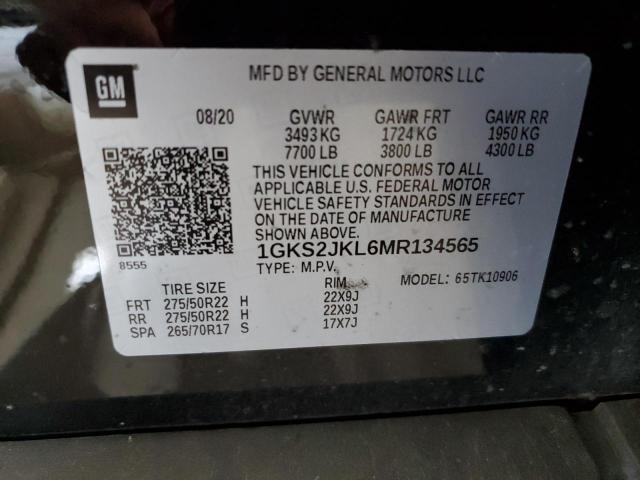 GM
MFD BY GENERAL MOTORS LLC
08/20 GVWR GAWR FRT GAWR RR
3493 KG 1724 KG 1950 KG
7700 LB 3800 LB 4300 LB
THIS VEHICLE CONFORMS TO ALL
APPLICABLE U.S. FEDERAL MOTOR
VEHICLE SAFETY STANDARDS IN EFFECT
ON THE DATE OF MANUFACTURE
SHOWN ABOVE.
1GKS2JKL6MR134565
8555
TYPE: M.P.V. MODEL: 65TK10906
TIRE SIZE RIM
FRT 275/50R22 H 22X9J
RR 275/50R22 H 22X9J
SPA 265/70R17 S 17X7J